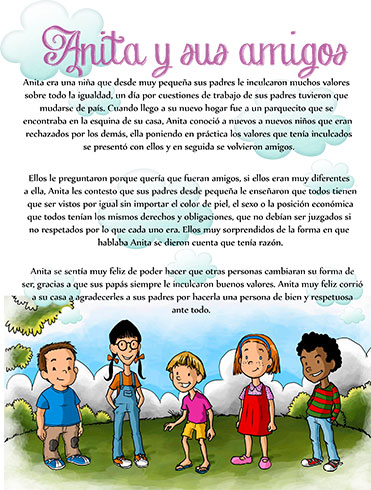 Anita y sus amigos
Anita era una niña que desde muy pequeña sus padres le inculcaron muchos valores
sobre todo la igualdad, un día por cuestiones de trabajo de sus padres tuvieron que
mudarse de país. Cuando llego a su nuevo hogar fue a un parquecito que se
encontraba en la esquina de su casa, Anita conoció a nuevos a nuevos niños que eran
rechazados por los demás, ella poniendo en práctica los valores que tenía inculcados
se presentó con ellos y en seguida se volvieron amigos.
Ellos le preguntaron porque quería que fueran amigos, si ellos eran muy diferentes
a ella, Anita les contesto que sus padres desde pequeña le enseñaron que todos tienen
que ser vistos por igual sin importar el color de piel, el sexo o la posición económica
que todos tenían los mismos derechos y obligaciones, que no debían ser juzgados si
no respetados por lo que cada uno era. Ellos muy sorprendidos de la forma en que
hablaba Anita se dieron cuenta que tenía razón.
Anita se sentía muy feliz de poder hacer que otras personas cambiaran su forma de
ser, gracias a que sus papás siempre le inculcaron buenos valores. Anita muy feliz corrió
a su casa a agradecerles a sus padres por hacerla una persona de bien y respetuosa
ante todo.